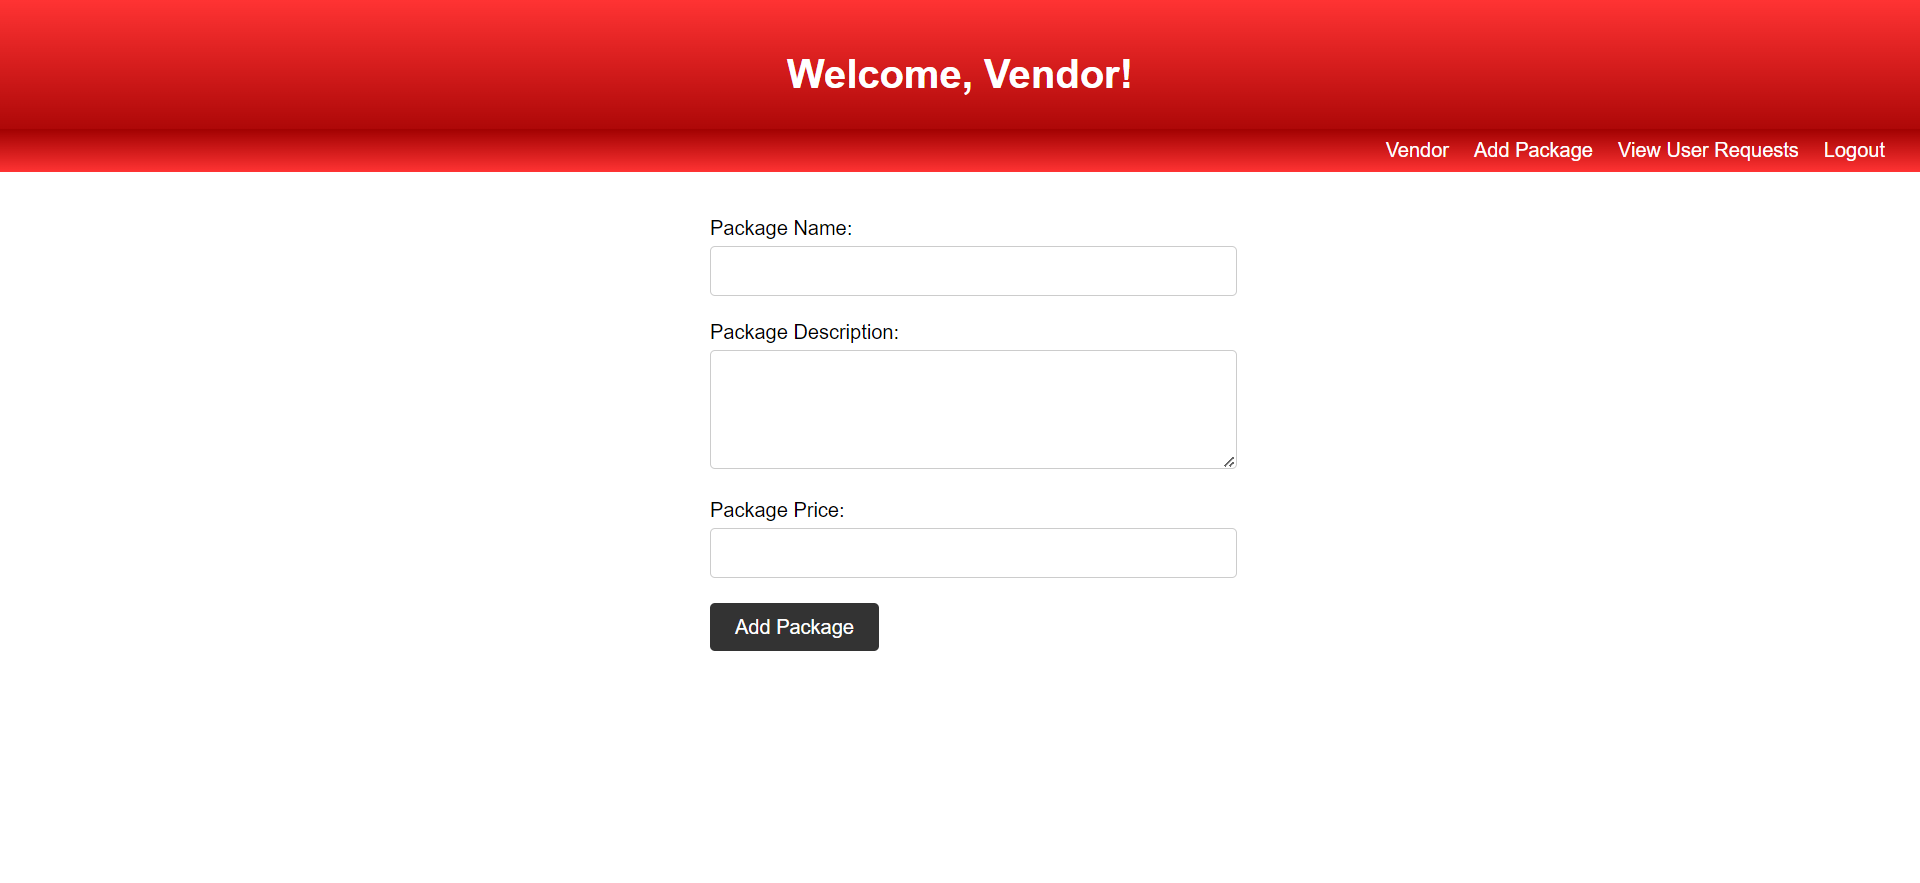 Welcome, Vendor!
Vendor Add Package View User Requests Logout
Package Name:
Package Description:
Package Price:
Add Package